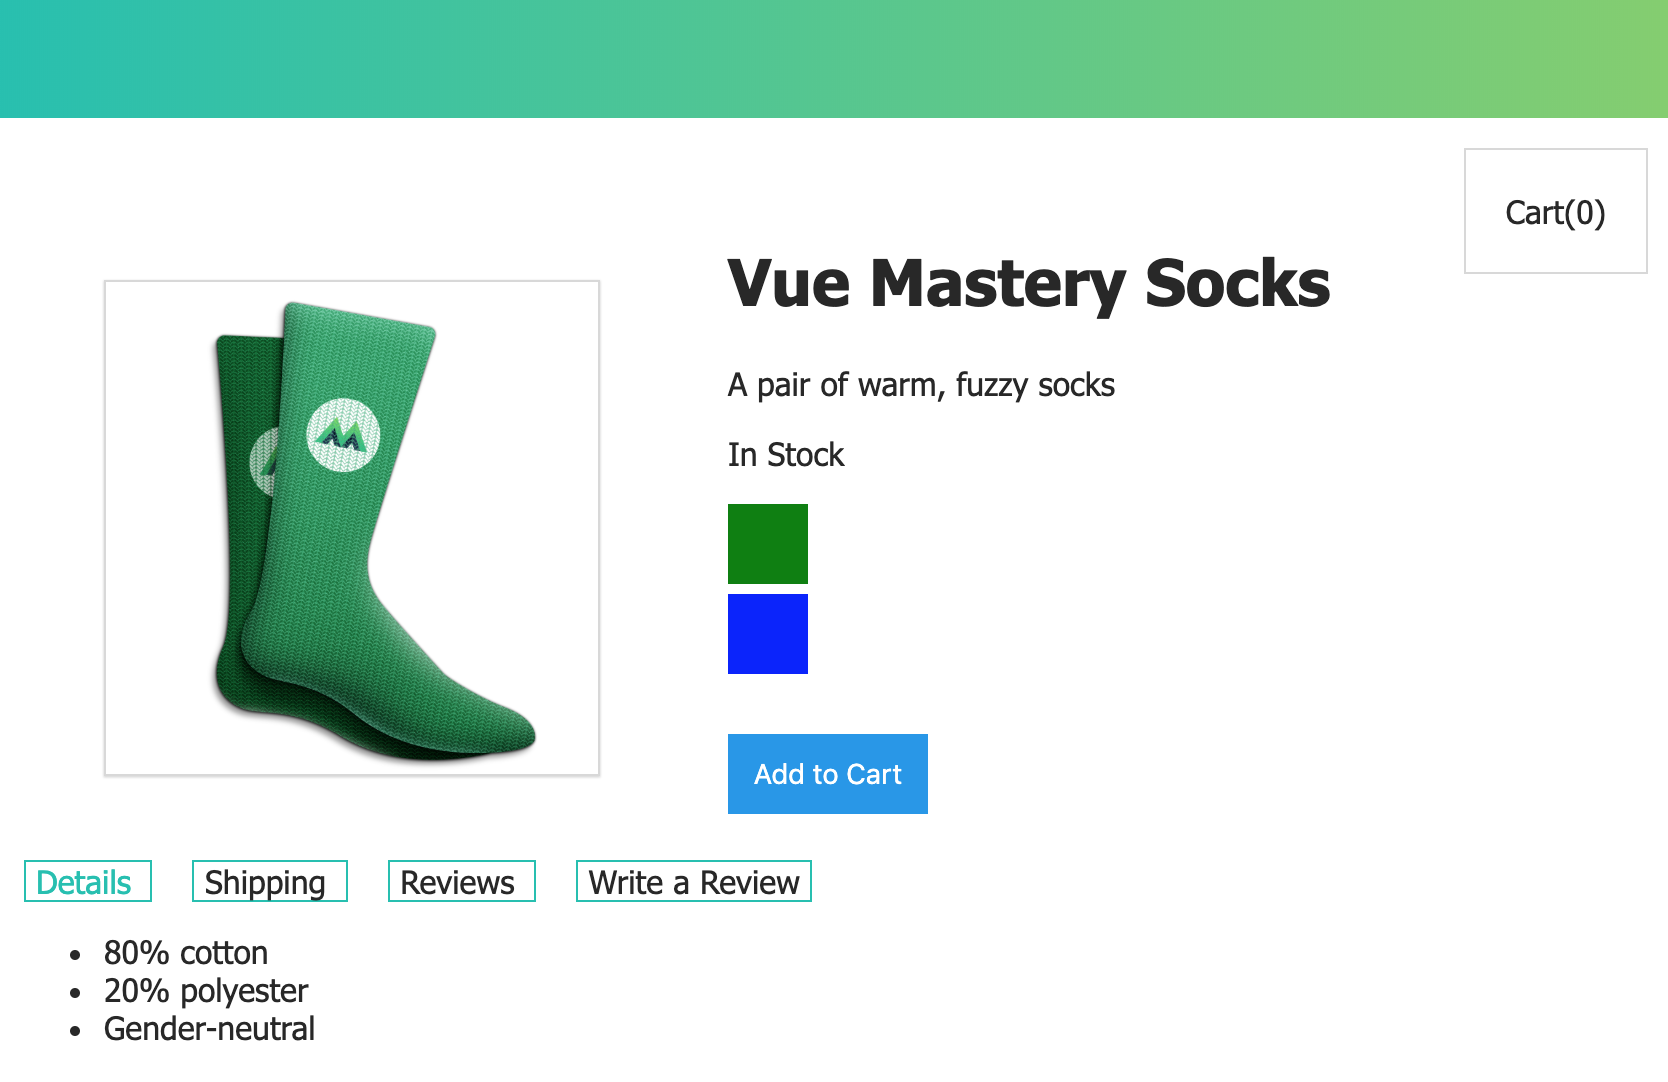 Cart(0)
Vue Mastery Socks
A pair of warm, fuzzy socks
In Stock
Add to Cart
Details Shipping Reviews Write a Review
• 80% cotton
• 20% polyester
• Gender-neutral